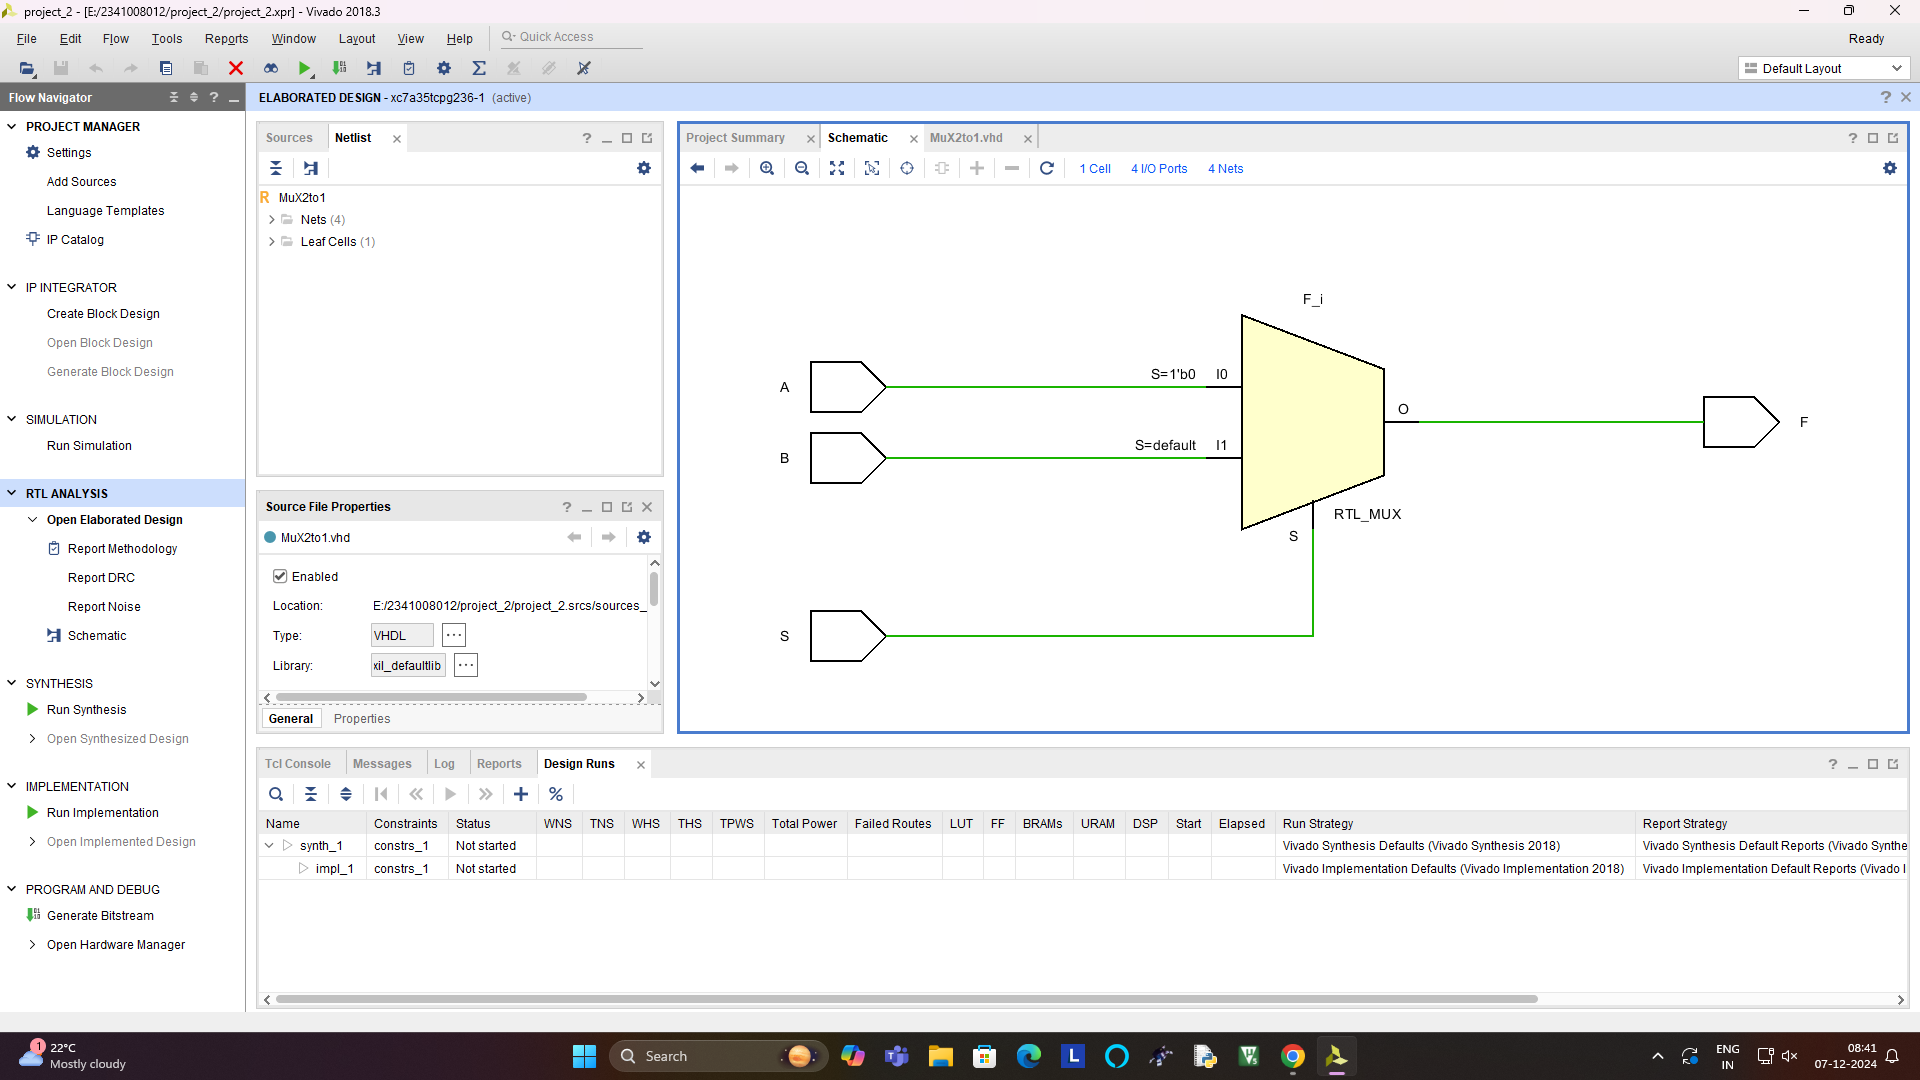 project_2 - [E:/2341008012/project_2/project_2.xpr] - Vivado 2018.3
File Edit Flow Tools Reports Window Layout View Help Quick Access Ready
Default Layout
Flow Navigator
ELABORATED DESIGN - xc7a35tcpg236-1 (active)
PROJECT MANAGER
Settings
Add Sources
Language Templates
IP Catalog
IP INTEGRATOR
Create Block Design
Open Block Design
Generate Block Design
SIMULATION
Run Simulation
RTL ANALYSIS
Open Elaborated Design
Report Methodology
Report DRC
Report Noise
Schematic
SYNTHESIS
Run Synthesis
Open Synthesized Design
IMPLEMENTATION
Run Implementation
Open Implemented Design
PROGRAM AND DEBUG
Generate Bitstream
Open Hardware Manager
Sources Netlist
MuX2to1
Nets (4)
Leaf Cells (1)
Source File Properties
MuX2to1.vhd
Enabled
Location: E:/2341008012/project_2/project_2.srcs/sources_
Type: VHDL
Library: xil_defaultlib
General Properties
Project Summary Schematic MuX2to1.vhd
1 Cell 4 I/O Ports 4 Nets
F_i
A S=1'b0 I0
O
F
B S=default I1
RTL_MUX
S
S
Tcl Console Messages Log Reports Design Runs
Name Constraints Status WNS TNS WHS THS TPWS Total Power Failed Routes LUT FF BRAMs URAM DSP Start Elapsed Run Strategy Report Strategy
synth_1 constrs_1 Not started Vivado Synthesis Defaults (Vivado Synthesis 2018) Vivado Synthesis Default Reports (Vivado Synthe
impl_1 constrs_1 Not started Vivado Implementation Defaults (Vivado Implementation 2018) Vivado Implementation Default Reports (Vivado I
1
22°C
Mostly cloudy
Search
ENG
IN
08:41
07-12-2024